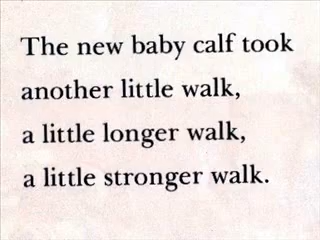 The new baby calf took
another little walk,
a little longer walk,
a little stronger walk.